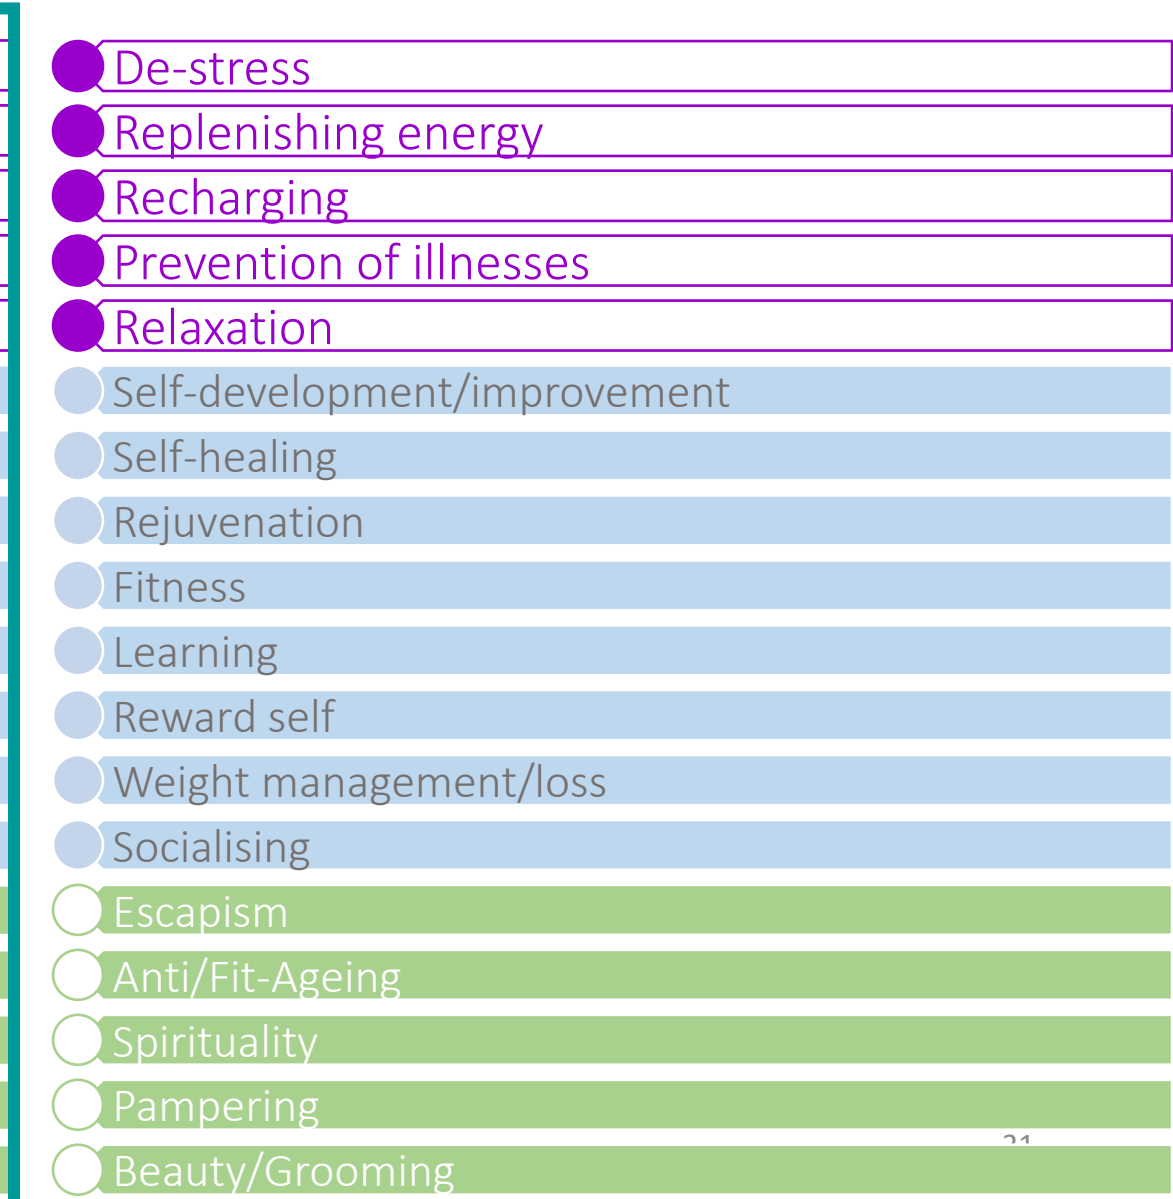 De-stress
Replenishing energy
Recharging
Prevention of illnesses
Relaxation
Self-development/improvement
Self-healing
Rejuvenation
Fitness
Learning
Reward self
Weight management/loss
Socialising
Escapism
Anti/Fit-Ageing
Spirituality
Pampering
Beauty/Grooming